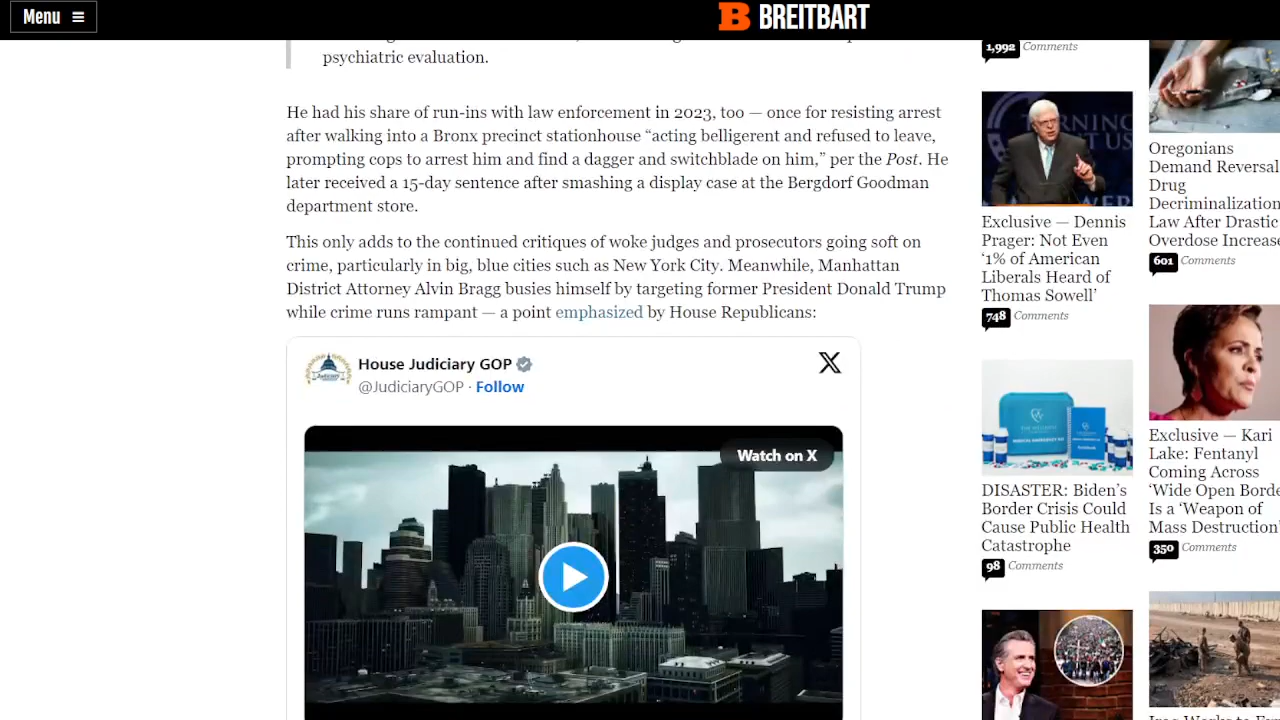 Menu
BREITBART
psychiatric evaluation.
He had his share of run-ins with law enforcement in 2023, too — once for resisting arrest
after walking into a Bronx precinct stationhouse “acting belligerent and refused to leave,
prompting cops to arrest him and find a dagger and switchblade on him,” per the Post. He
later received a 15-day sentence after smashing a display case at the Bergdorf Goodman
department store.
This only adds to the continued critiques of woke judges and prosecutors going soft on
crime, particularly in big, blue cities such as New York City. Meanwhile, Manhattan
District Attorney Alvin Bragg busies himself by targeting former President Donald Trump
while crime runs rampant — a point emphasized by House Republicans:
House Judiciary GOP
@JudiciaryGOP · Follow
Watch on X
1,992 Comments
Exclusive — Dennis
Prager: Not Even
‘1% of American
Liberals Heard of
Thomas Sowell’
748 Comments
DISASTER: Biden’s
Border Crisis Could
Cause Public Health
Catastrophe
98 Comments
Oregonians
Demand Reversal
Drug
Decriminalization
Law After Drastic
Overdose Increase
601 Comments
Exclusive — Kari
Lake: Fentanyl
Coming Across
‘Wide Open Borde
Is a ‘Weapon of
Mass Destruction
350 Comments